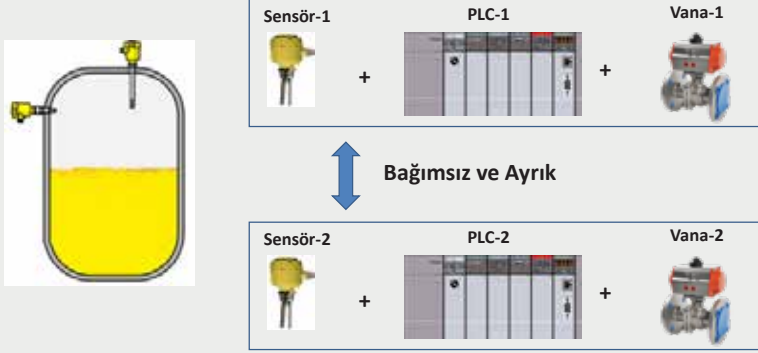 Sensör-1 PLC-1 Vana-1
+ +
Bağımsız ve Ayrık
Sensör-2 PLC-2 Vana-2
+ +